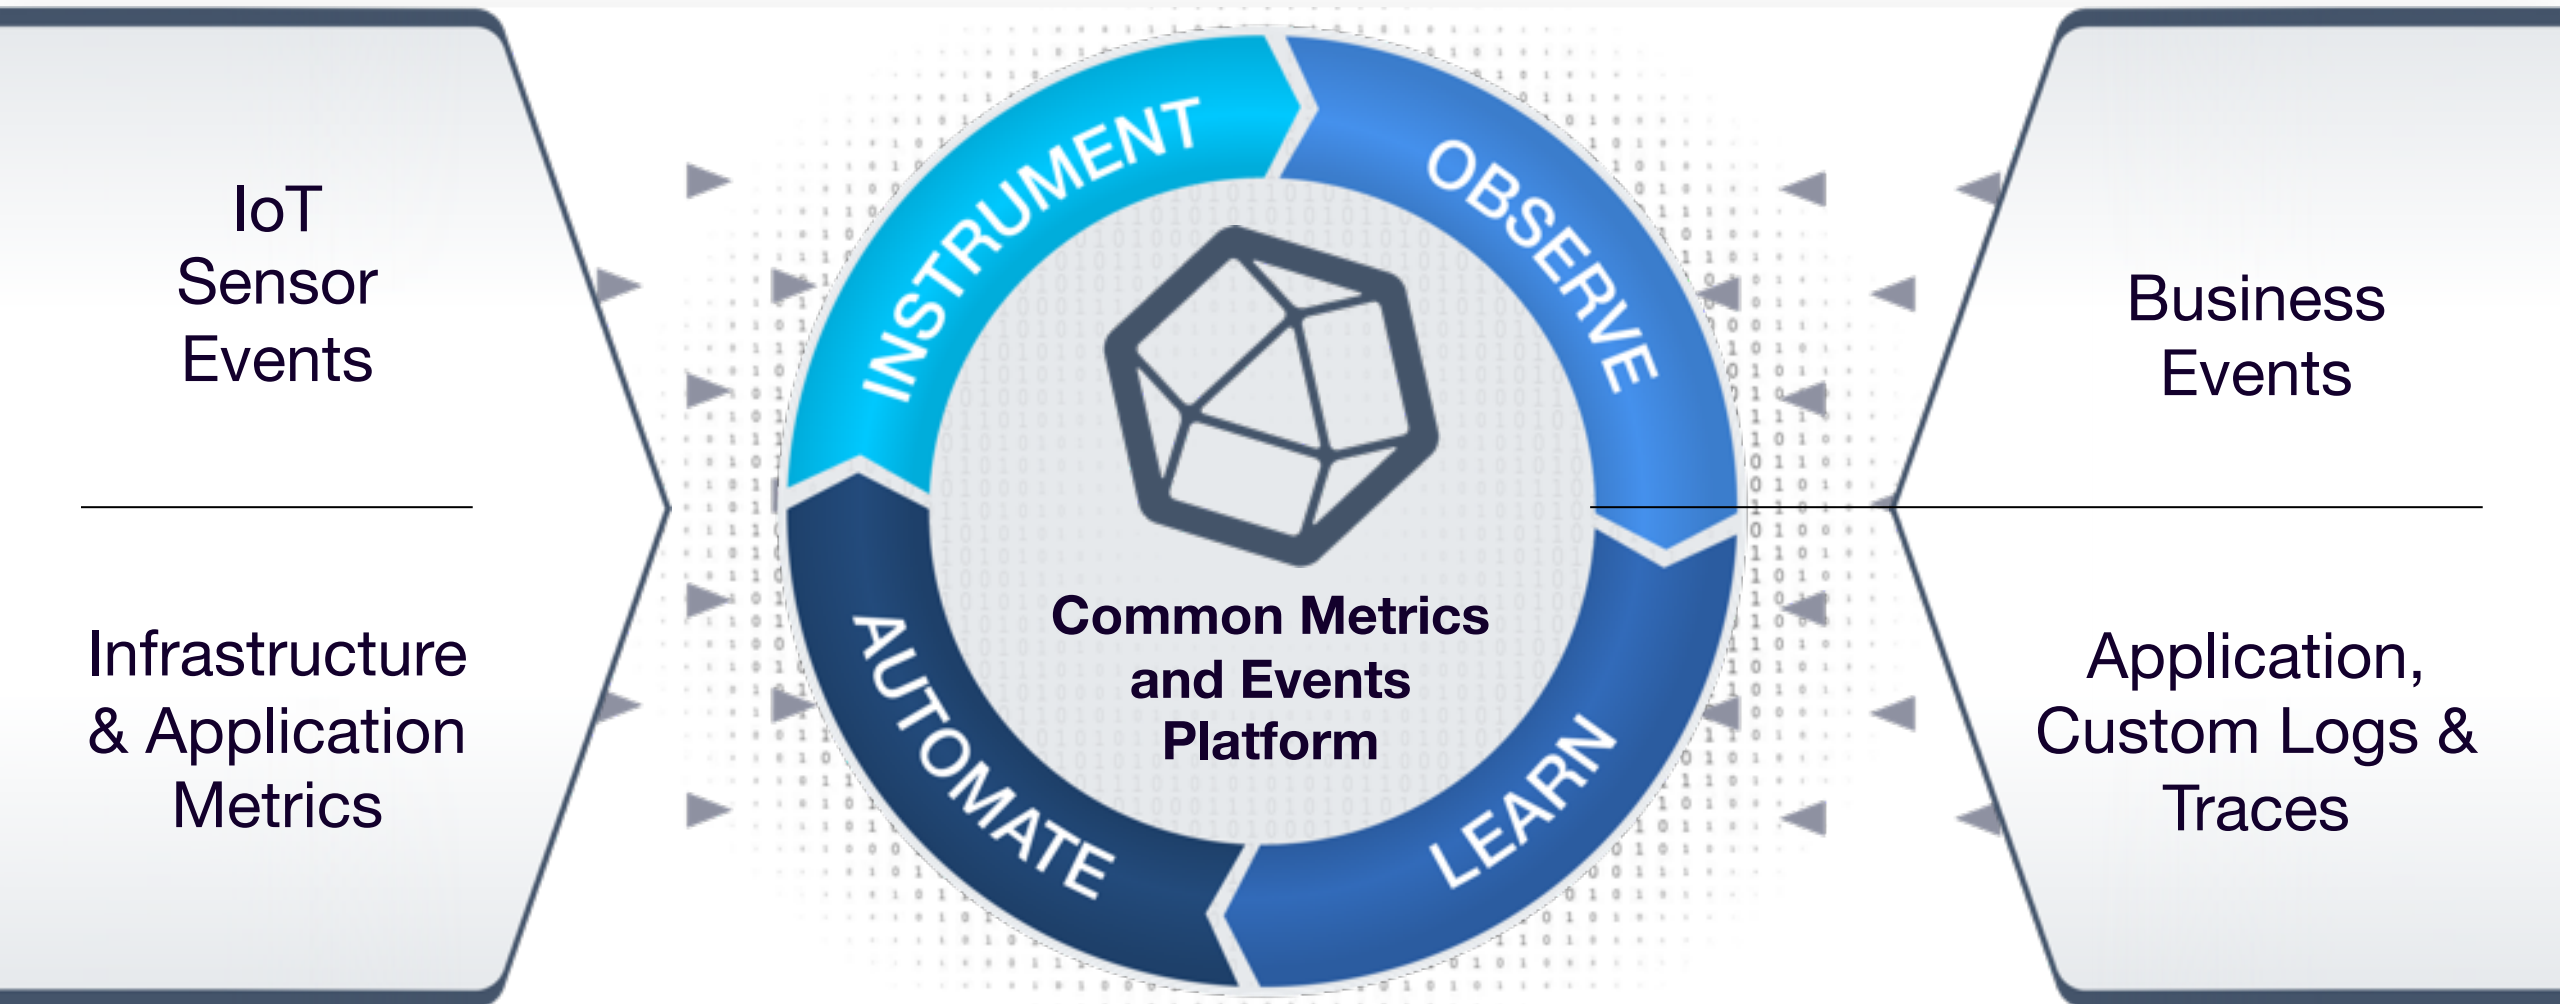 IoT
Sensor
Events
Infrastructure
& Application
Metrics
INSTRUMENT
OBSERVE
LEARN
AUTOMATE
Common Metrics
and Events
Platform
Business
Events
Application,
Custom Logs &
Traces